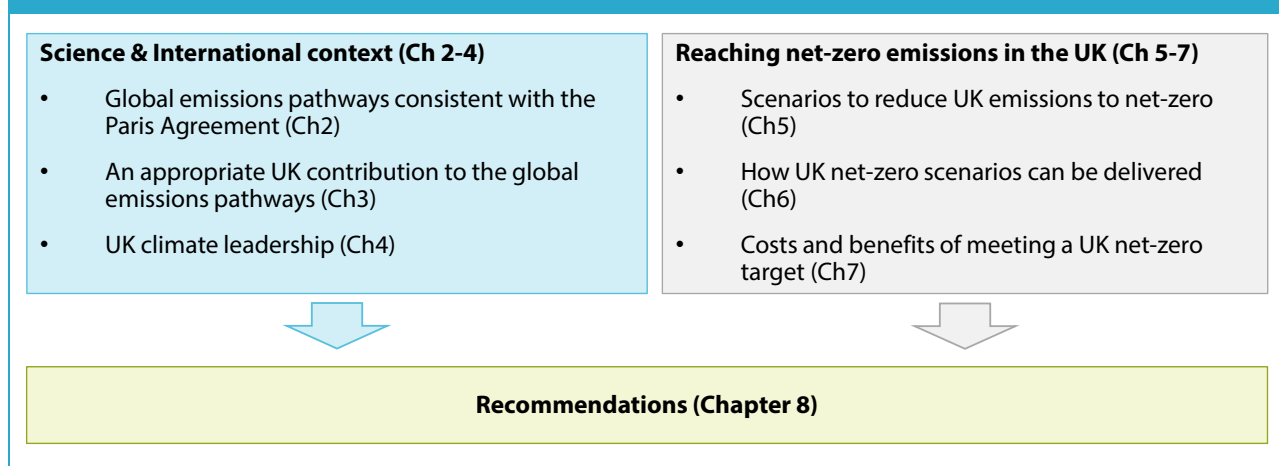 Science & International context (Ch 2-4)
• Global emissions pathways consistent with the
Paris Agreement (Ch2)
• An appropriate UK contribution to the global
emissions pathways (Ch3)
• UK climate leadership (Ch4)
Reaching net-zero emissions in the UK (Ch 5-7)
• Scenarios to reduce UK emissions to net-zero
(Ch5)
• How UK net-zero scenarios can be delivered
(Ch6)
• Costs and benefits of meeting a UK net-zero
target (Ch7)
Recommendations (Chapter 8)